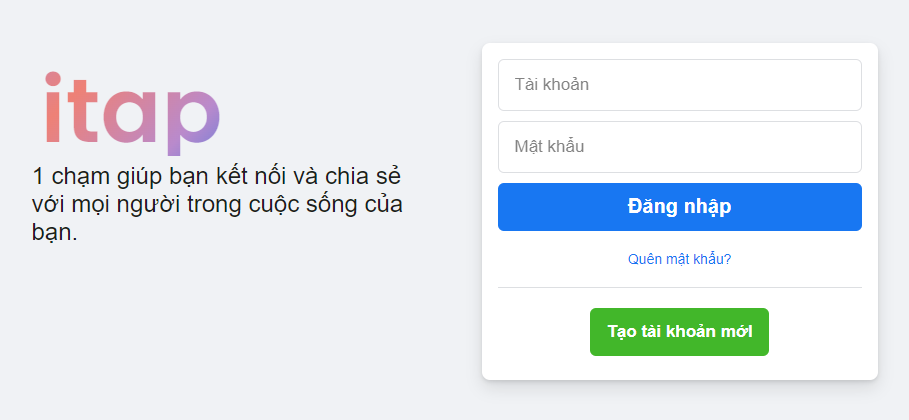 itap
1 chạm giúp bạn kết nối và chia sẻ
với mọi người trong cuộc sống của
bạn.
Tài khoản
Mật khẩu
Đăng nhập
Quên mật khẩu?
Tạo tài khoản mới